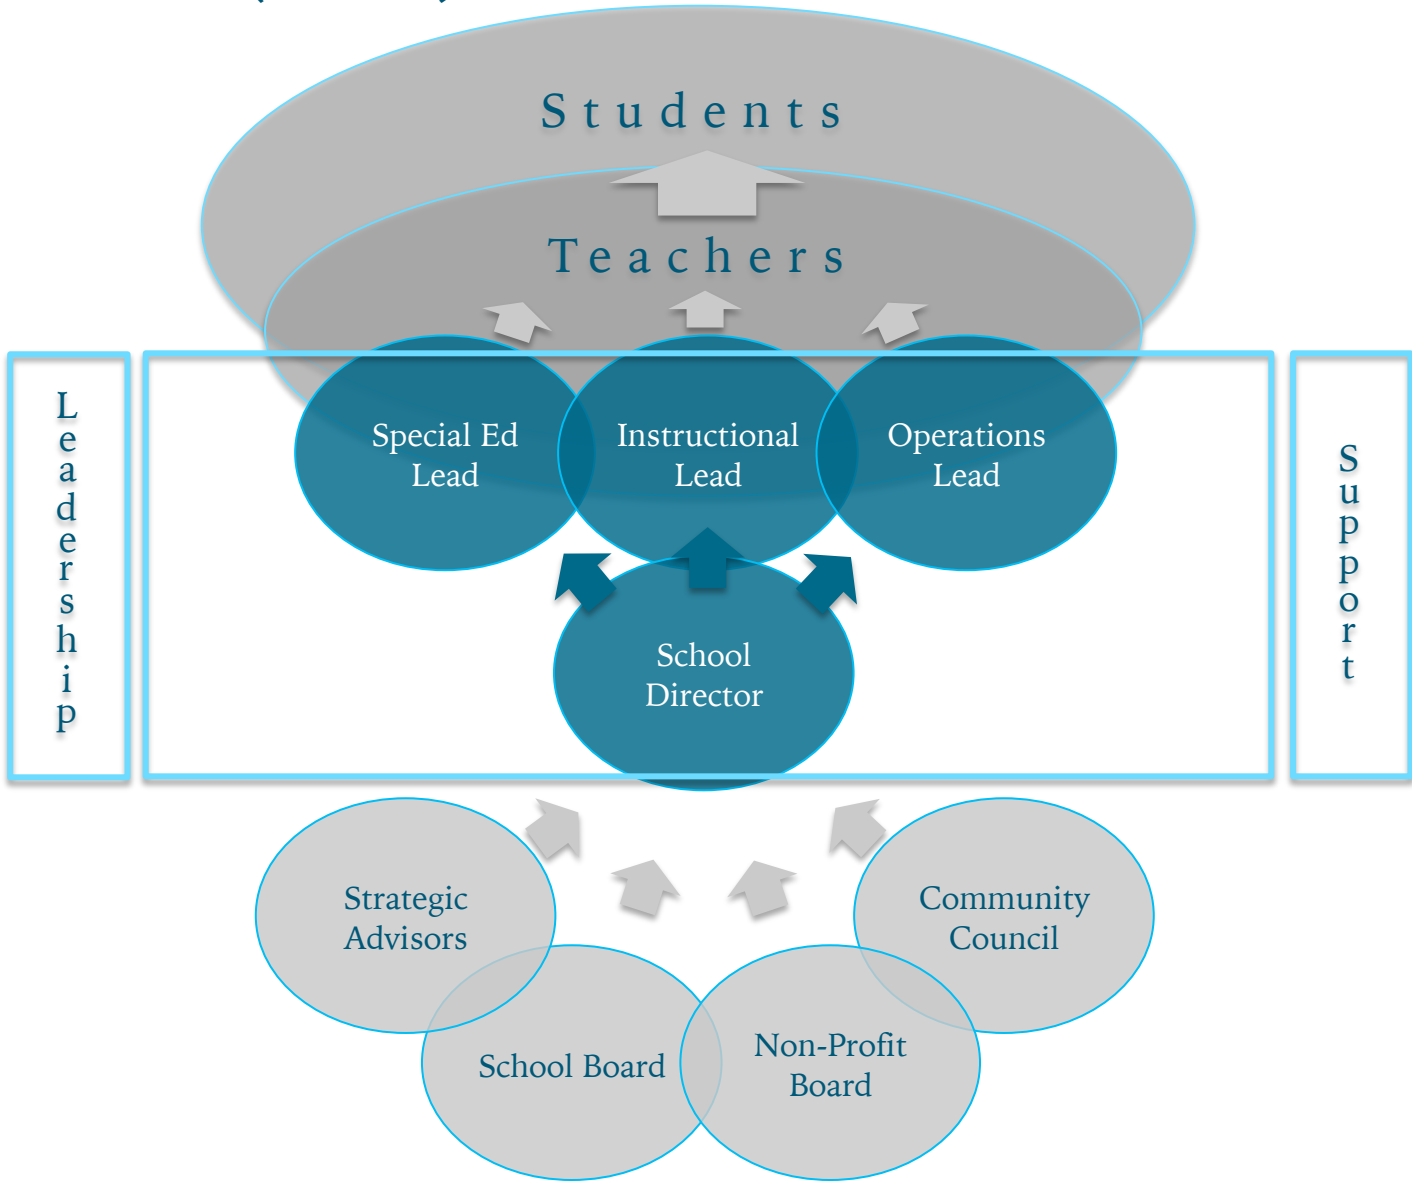 Students
Teachers
Leadership
Special Ed
Lead
Instructional
Lead
Operations
Lead
Support
School
Director
Strategic
Advisors
Community
Council
School Board
Non-Profit
Board